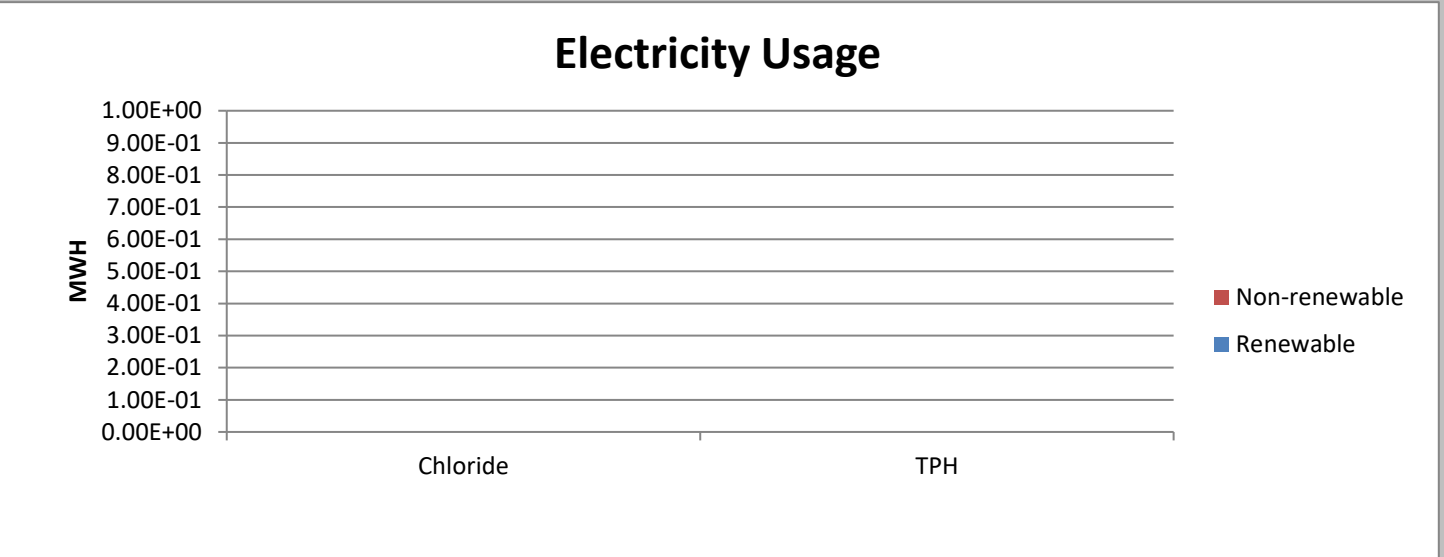 Electricity Usage
1.00E+00
9.00E-01
8.00E-01
7.00E-01
6.00E-01
5.00E-01
4.00E-01
3.00E-01
2.00E-01
1.00E-01
0.00E+00
MWH
Chloride
TPH
Non-renewable
Renewable